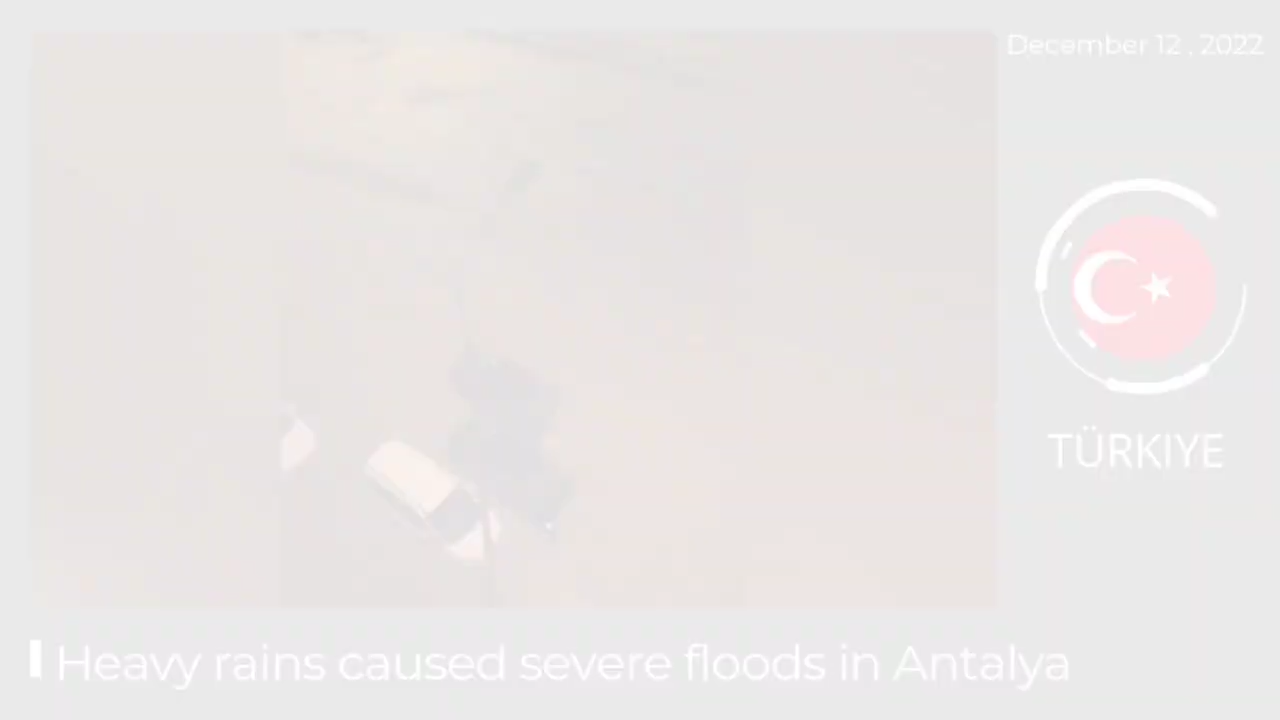 December 12 , 2022
TÜRKIYE
Heavy rains caused severe floods in Antalya